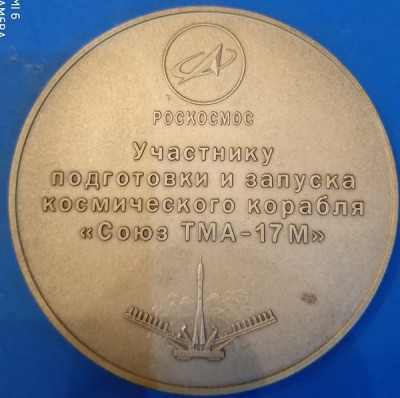 РОСКОСМОС
Участнику
подготовки и запуска
космического корабля
«Союз ТМА-17М»